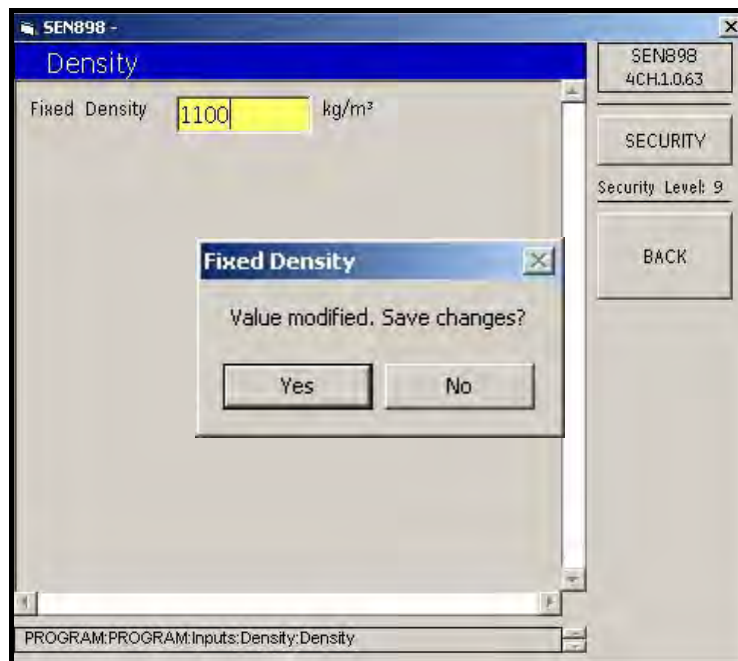 SEN898 -
Density
Fixed Density 1100 kg/m³
Fixed Density
Value modified. Save changes?
Yes No
SEN898
4CH.1.0.63
SECURITY
Security Level: 9
BACK
PROGRAM:PROGRAM:Inputs:Density:Density